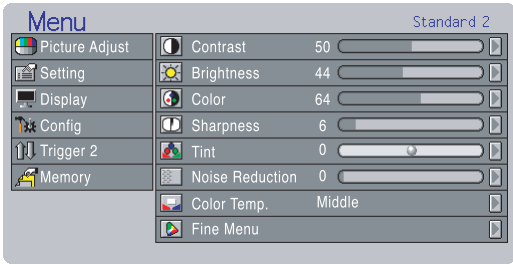 Menu
Standard 2
Picture Adjust
Setting
Display
Config
Trigger 2
Memory
Contrast 50
Brightness 44
Color 64
Sharpness 6
Tint 0
Noise Reduction 0
Color Temp. Middle
Fine Menu